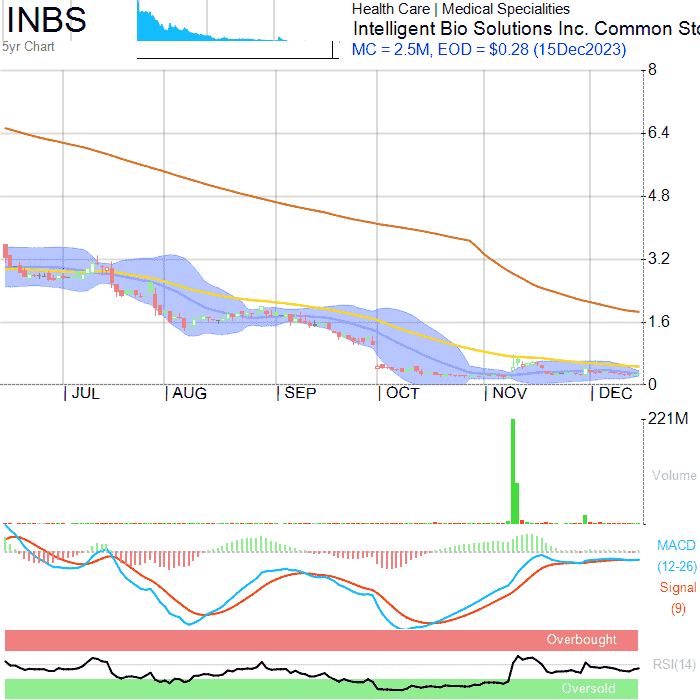 INBS
5yr Chart
Health Care | Medical Specialities
Intelligent Bio Solutions Inc. Common Sto
MC = 2.5M, EOD = $0.28 (15Dec2023)
8
6.4
4.8
3.2
1.6
0
JUL AUG SEP OCT NOV DEC
221M
Volume
MACD
(12-26)
Signal
(9)
Overbought
RSI(14)
Oversold